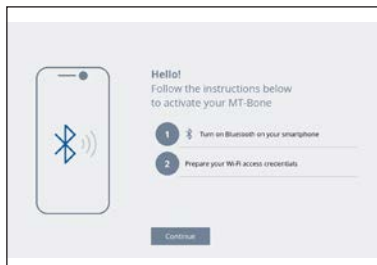 Hello!
Follow the instructions below
to activate your MT-Bone
1 Turn on Bluetooth on your smartphone
2 Prepare your Wi-Fi access credentials
Continue